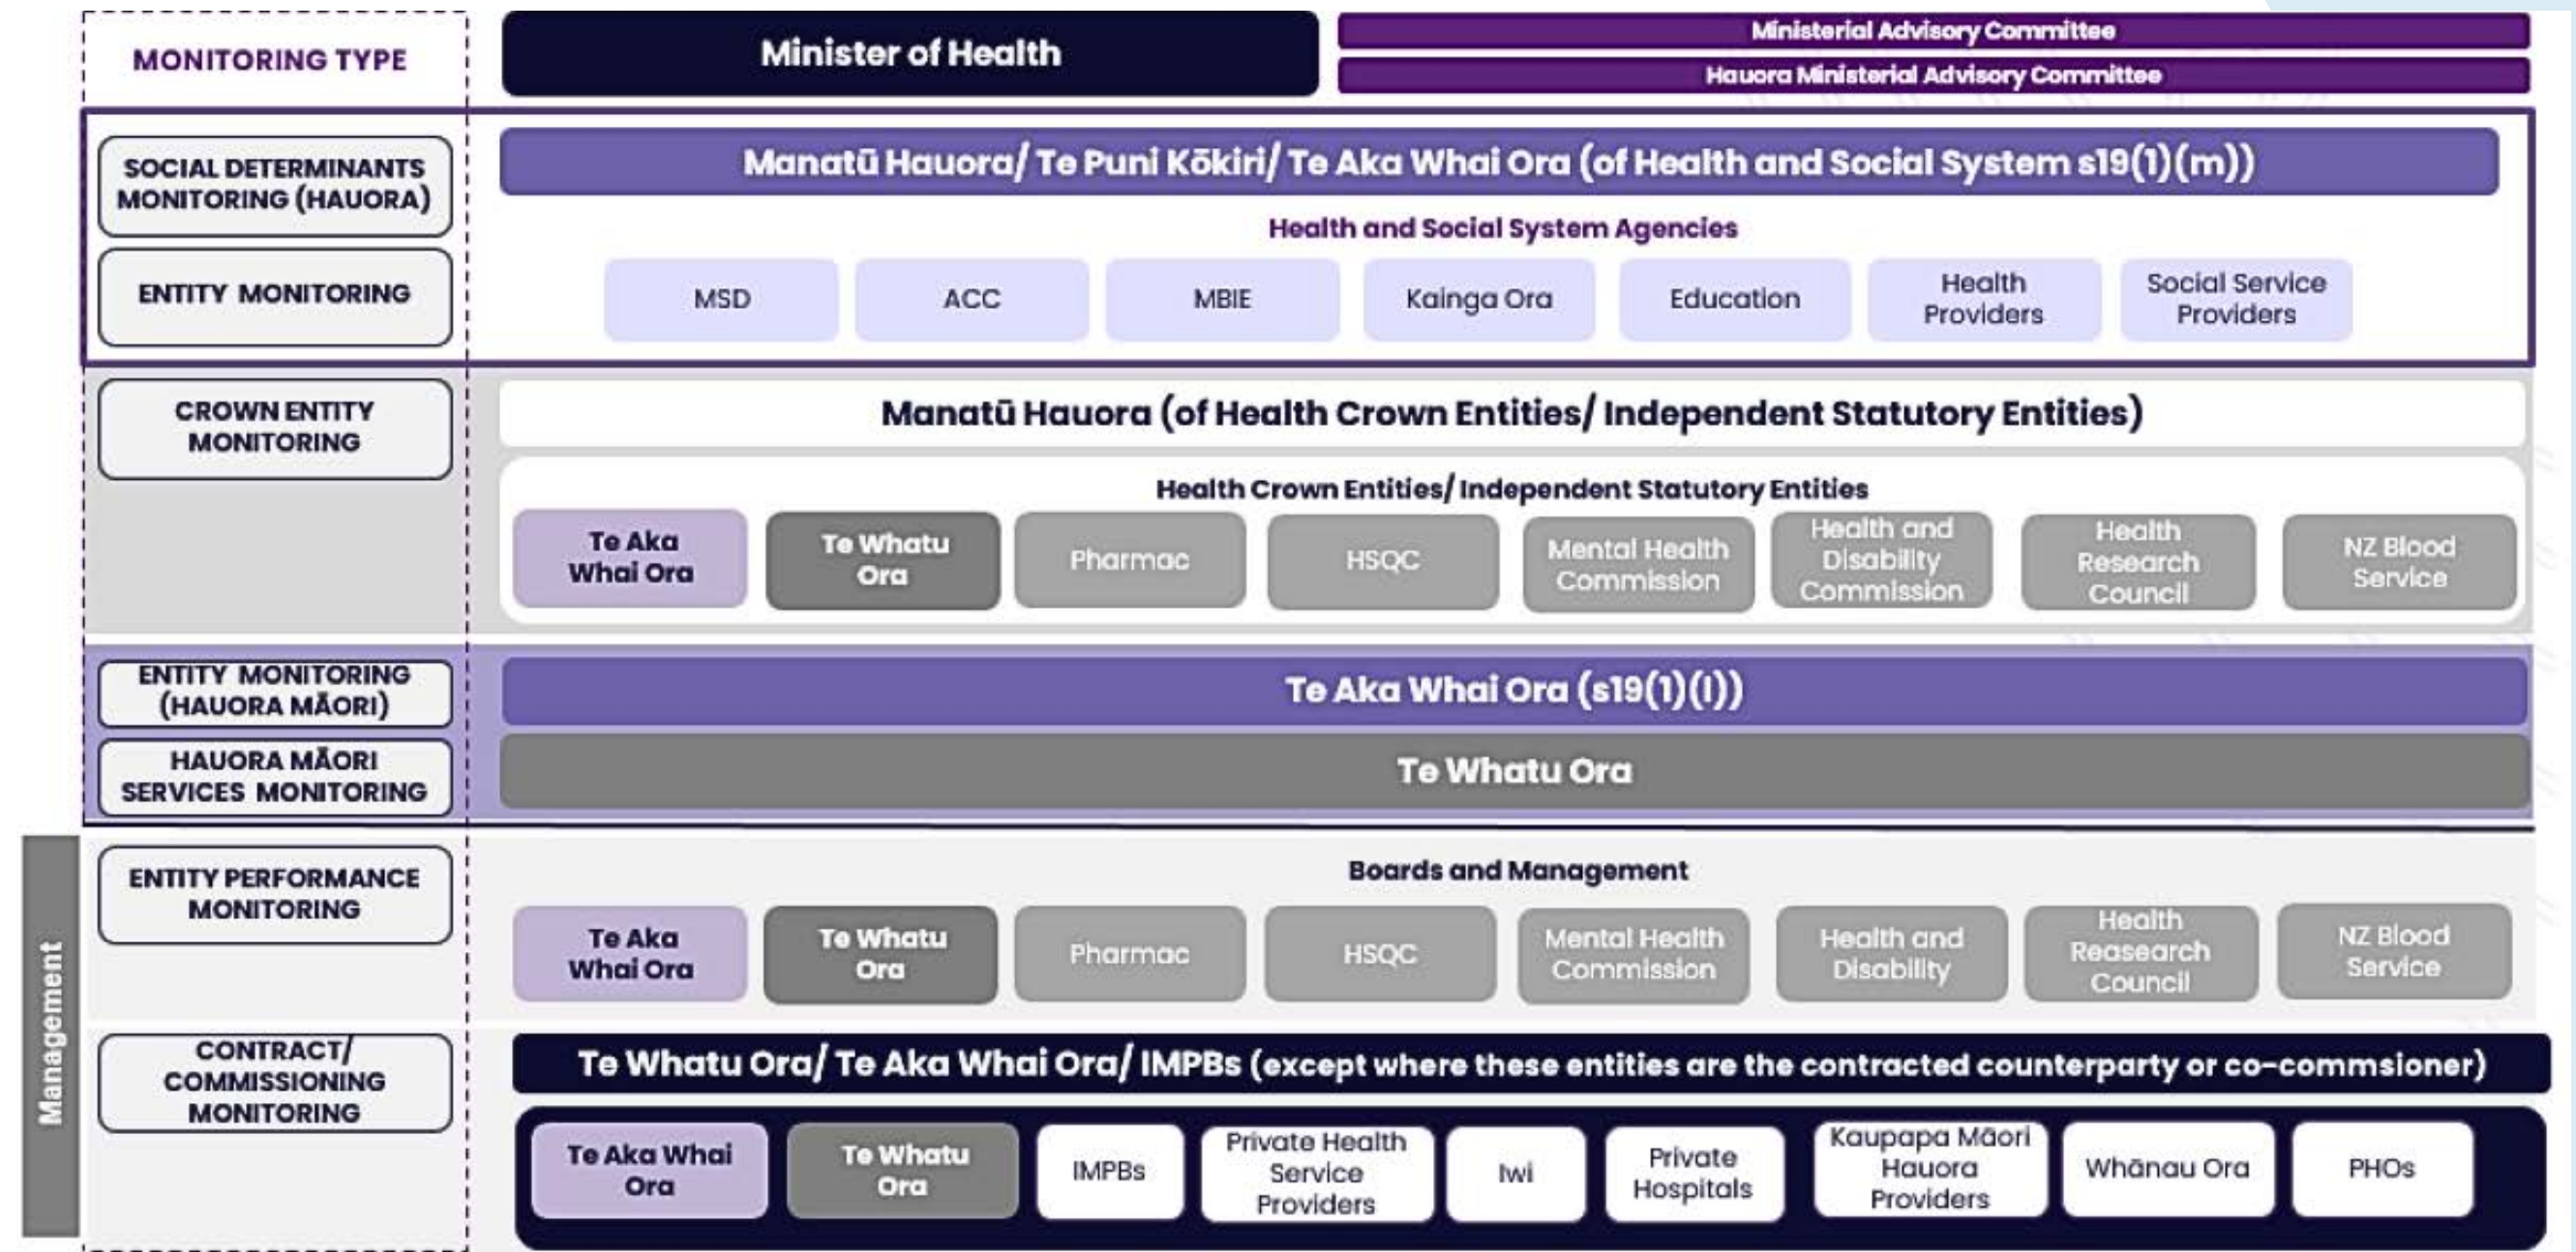 MONITORING TYPE
Minister of Health
Ministerial Advisory Committee
Hauora Ministerial Advisory Committee
SOCIAL DETERMINANTS
MONITORING (HAUORA)
Manatū Hauora/ Te Puni Kōkiri/ Te Aka Whai Ora (of Health and Social System s19(1)(m))
Health and Social System Agencies
ENTITY MONITORING
MSD
ACC
MBIE
Kainga Ora
Education
Health
Providers
Social Service
Providers
CROWN ENTITY
MONITORING
Manatū Hauora (of Health Crown Entities/ Independent Statutory Entities)
Health Crown Entities/ Independent Statutory Entities
Te Aka
Whai Ora
Te Whatu
Ora
Pharmac
HSQC
Mental Health
Commission
Health and
Disability
Commission
Health
Research
Council
NZ Blood
Service
ENTITY MONITORING
(HAUORA MĀORI)
Te Aka Whai Ora (s19(1)(l))
HAUORA MĀORI
SERVICES MONITORING
Te Whatu Ora
Management
ENTITY PERFORMANCE
MONITORING
Boards and Management
Te Aka
Whai Ora
Te Whatu
Ora
Pharmac
HSQC
Mental Health
Commission
Health and
Disability
Health
Reasearch
Council
NZ Blood
Service
CONTRACT/
COMMISSIONING
MONITORING
Te Whatu Ora/ Te Aka Whai Ora/ IMPBs (except where these entities are the contracted counterparty or co-commsioner)
Te Aka Whai
Ora
Te Whatu
Ora
IMPBs
Private Health
Service
Providers
Iwi
Private
Hospitals
Kaupapa Māori
Hauora
Providers
Whānau Ora
PHOs